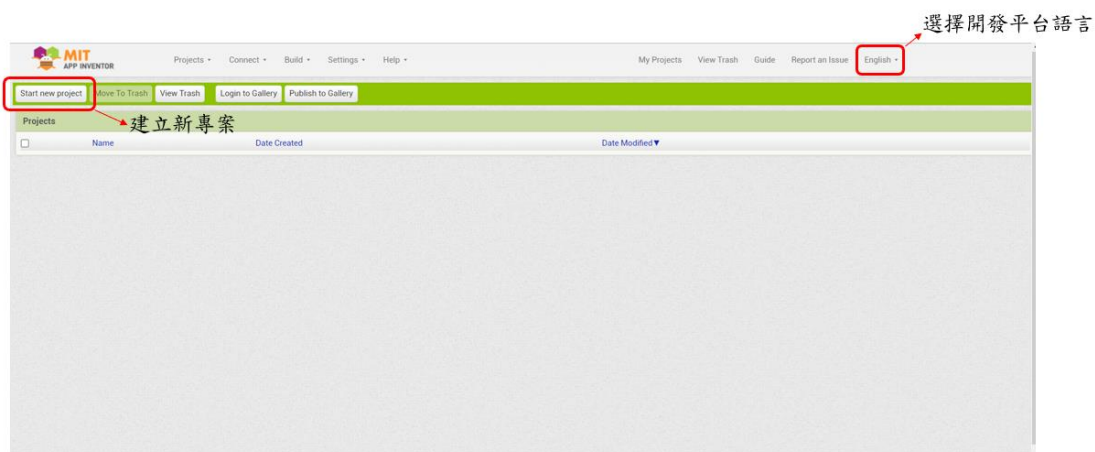 選擇開發平台語言
MIT
APP INVENTOR
Projects Connect Build Settings Help My Projects View Trash Guide Report an Issue English
Start new project Move To Trash View Trash Login to Gallery Publish to Gallery
Projects
建立新專案
Name Date Created Date Modified▼